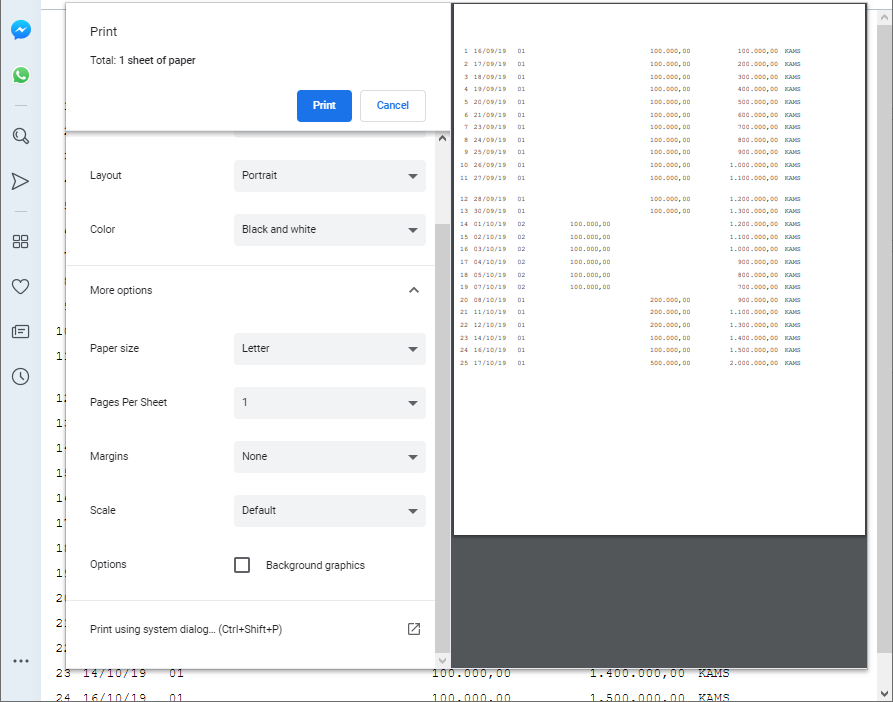 Print
Total: 1 sheet of paper
Print Cancel
Layout Portrait
Color Black and white
More options
Paper size Letter
Pages Per Sheet 1
Margins None
Scale Default
Options Background graphics
Print using system dialog... (Ctrl+Shift+P)
1 16/09/19 01 100.000,00 100.000,00 KAMS
2 17/09/19 01 100.000,00 200.000,00 KAMS
3 18/09/19 01 100.000,00 300.000,00 KAMS
4 19/09/19 01 100.000,00 400.000,00 KAMS
5 20/09/19 01 100.000,00 500.000,00 KAMS
6 21/09/19 01 100.000,00 600.000,00 KAMS
7 23/09/19 01 100.000,00 700.000,00 KAMS
8 24/09/19 01 100.000,00 800.000,00 KAMS
9 25/09/19 01 100.000,00 900.000,00 KAMS
10 26/09/19 01 100.000,00 1.000.000,00 KAMS
11 27/09/19 01 100.000,00 1.100.000,00 KAMS
12 28/09/19 01 100.000,00 1.200.000,00 KAMS
13 30/09/19 01 100.000,00 1.300.000,00 KAMS
14 01/10/19 02 100.000,00 1.200.000,00 KAMS
15 02/10/19 02 100.000,00 1.100.000,00 KAMS
16 03/10/19 02 100.000,00 1.000.000,00 KAMS
17 04/10/19 02 100.000,00 900.000,00 KAMS
18 05/10/19 02 100.000,00 800.000,00 KAMS
19 07/10/19 02 100.000,00 700.000,00 KAMS
20 08/10/19 01 200.000,00 900.000,00 KAMS
21 11/10/19 01 200.000,00 1.100.000,00 KAMS
22 12/10/19 01 200.000,00 1.300.000,00 KAMS
23 14/10/19 01 100.000,00 1.400.000,00 KAMS
24 16/10/19 01 100.000,00 1.500.000,00 KAMS
25 17/10/19 01 500.000,00 2.000.000,00 KAMS
10
11
12
13
14
15
16
17
18
19
20
21
22
23 14/10/19 01 100.000,00 1.400.000,00 KAMS
24 16/10/19 01 100.000,00 1.500.000,00 KAMS